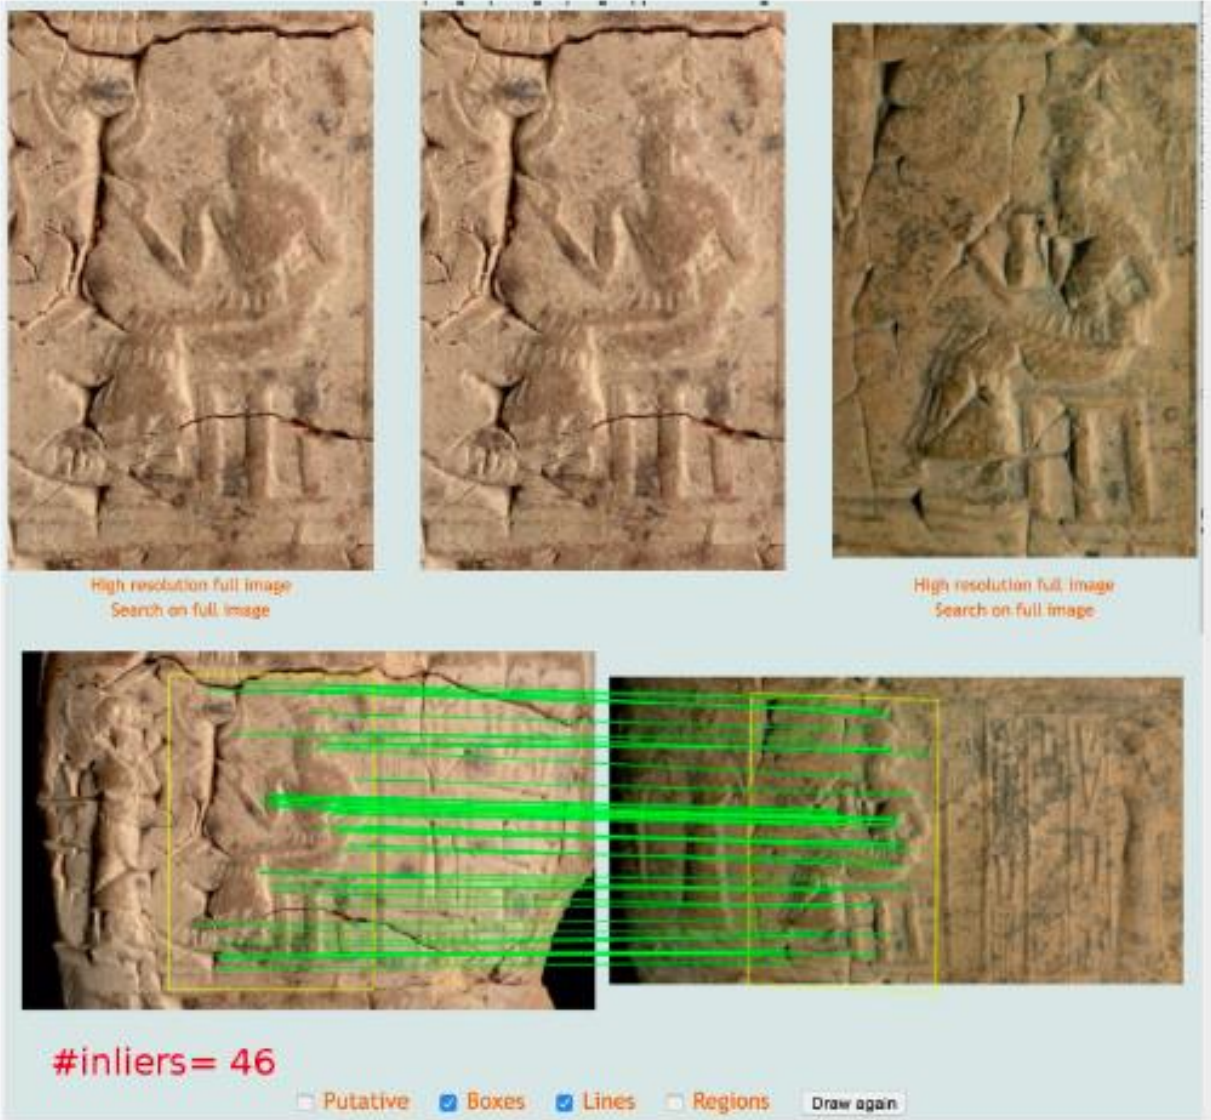 High resolution full image
Search on full image
High resolution full image
Search on full image
#inliers= 46
Putative
Boxes
Lines
Regions
Draw again